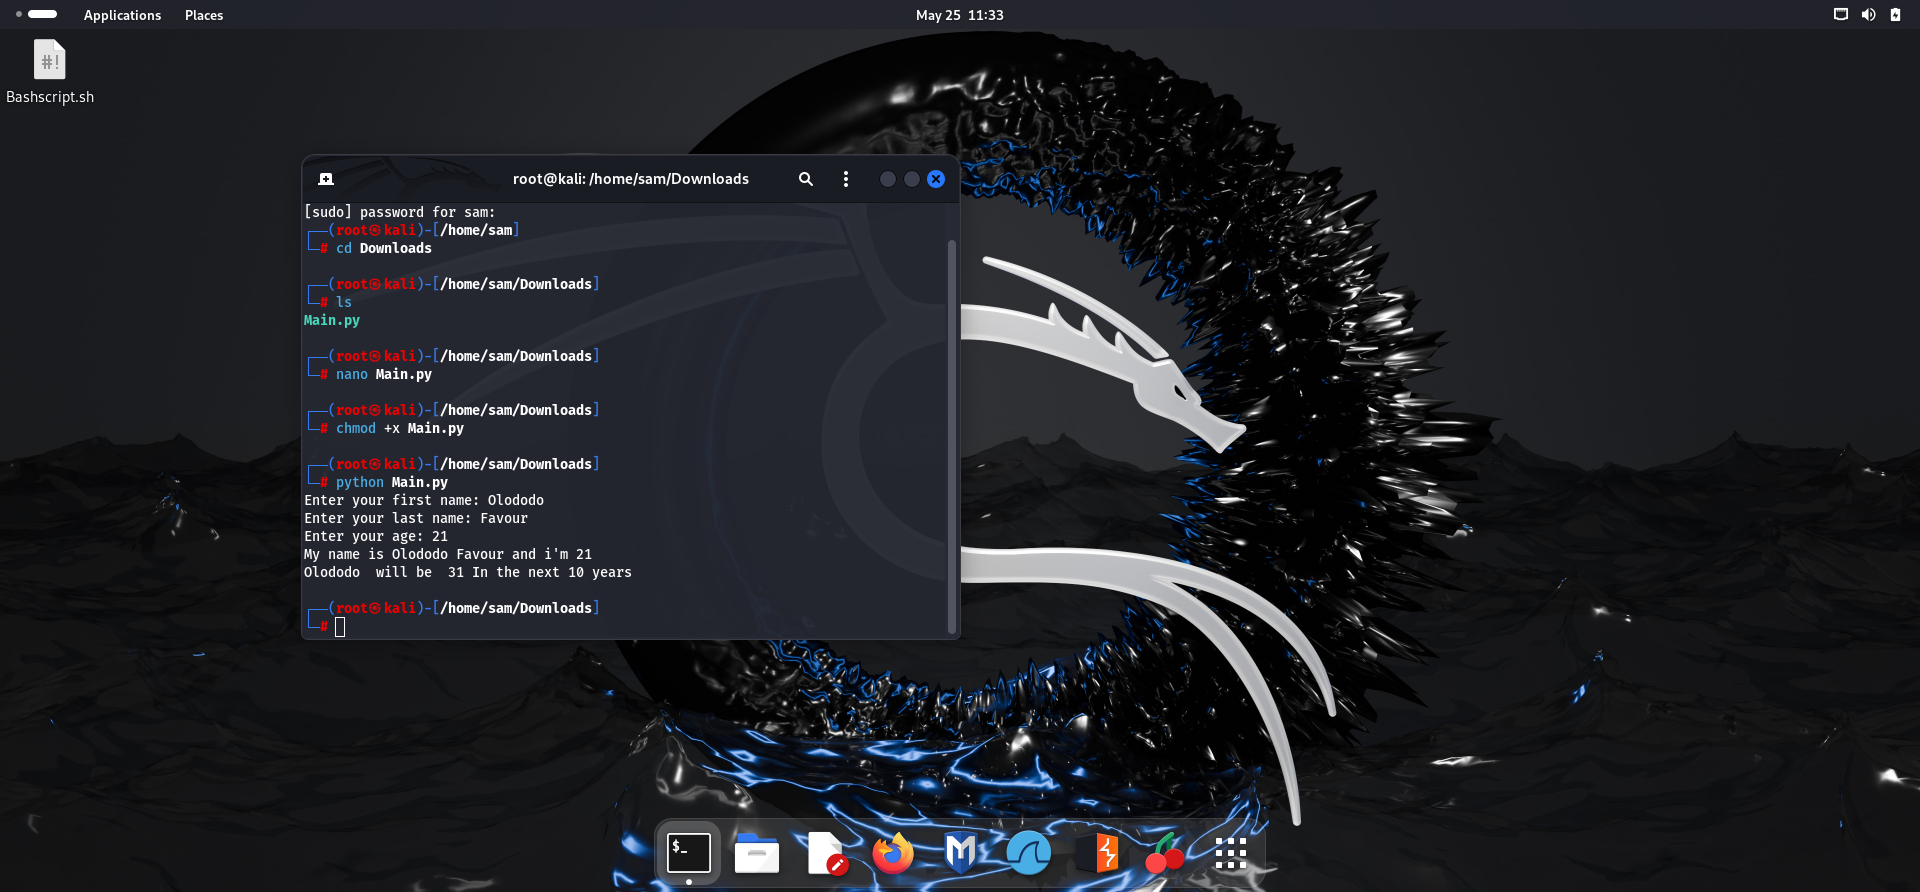 Applications Places May 25 11:33
#!
Bashscript.sh
root@kali: /home/sam/Downloads
[sudo] password for sam:
┌──(root㉿kali)-[/home/sam]
└─# cd Downloads
┌──(root㉿kali)-[/home/sam/Downloads]
└─# ls
Main.py
┌──(root㉿kali)-[/home/sam/Downloads]
└─# nano Main.py
┌──(root㉿kali)-[/home/sam/Downloads]
└─# chmod +x Main.py
┌──(root㉿kali)-[/home/sam/Downloads]
└─# python Main.py
Enter your first name: Olododo
Enter your last name: Favour
Enter your age: 21
My name is Olododo Favour and i'm 21
Olododo  will be  31 In the next 10 years
┌──(root㉿kali)-[/home/sam/Downloads]
└─#
$_